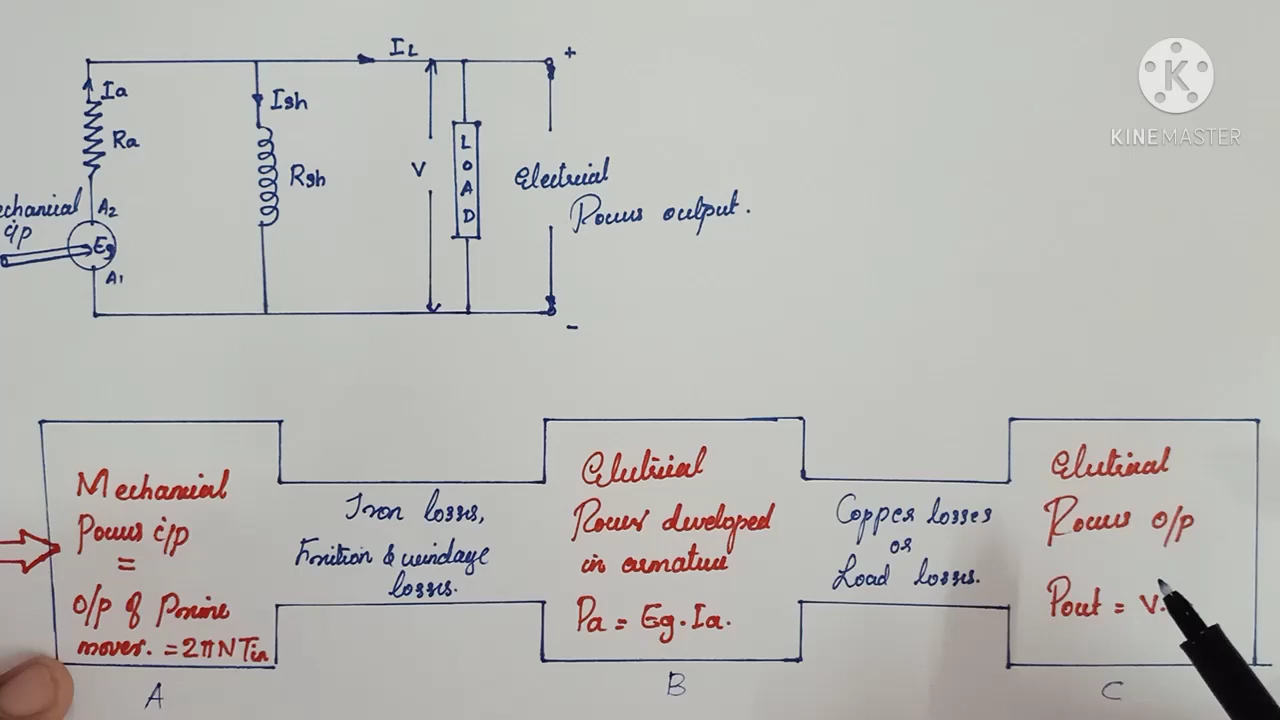 IL
+
Ia
Ish
Ra
Rsh
V
LOAD
Electrical
Power output.
A2
i/p
Eg
A1
-
KINEMASTER
Mechanical
Power i/p
=
o/p of Prime
mover. = 2πNTin
Iron losses,
Friction & windage
losses.
Electrical
Power developed
in armature
Pa = Eg.Ia.
Copper losses
or
Load losses.
Electrical
Power o/p
Pout = V.
A
B
C